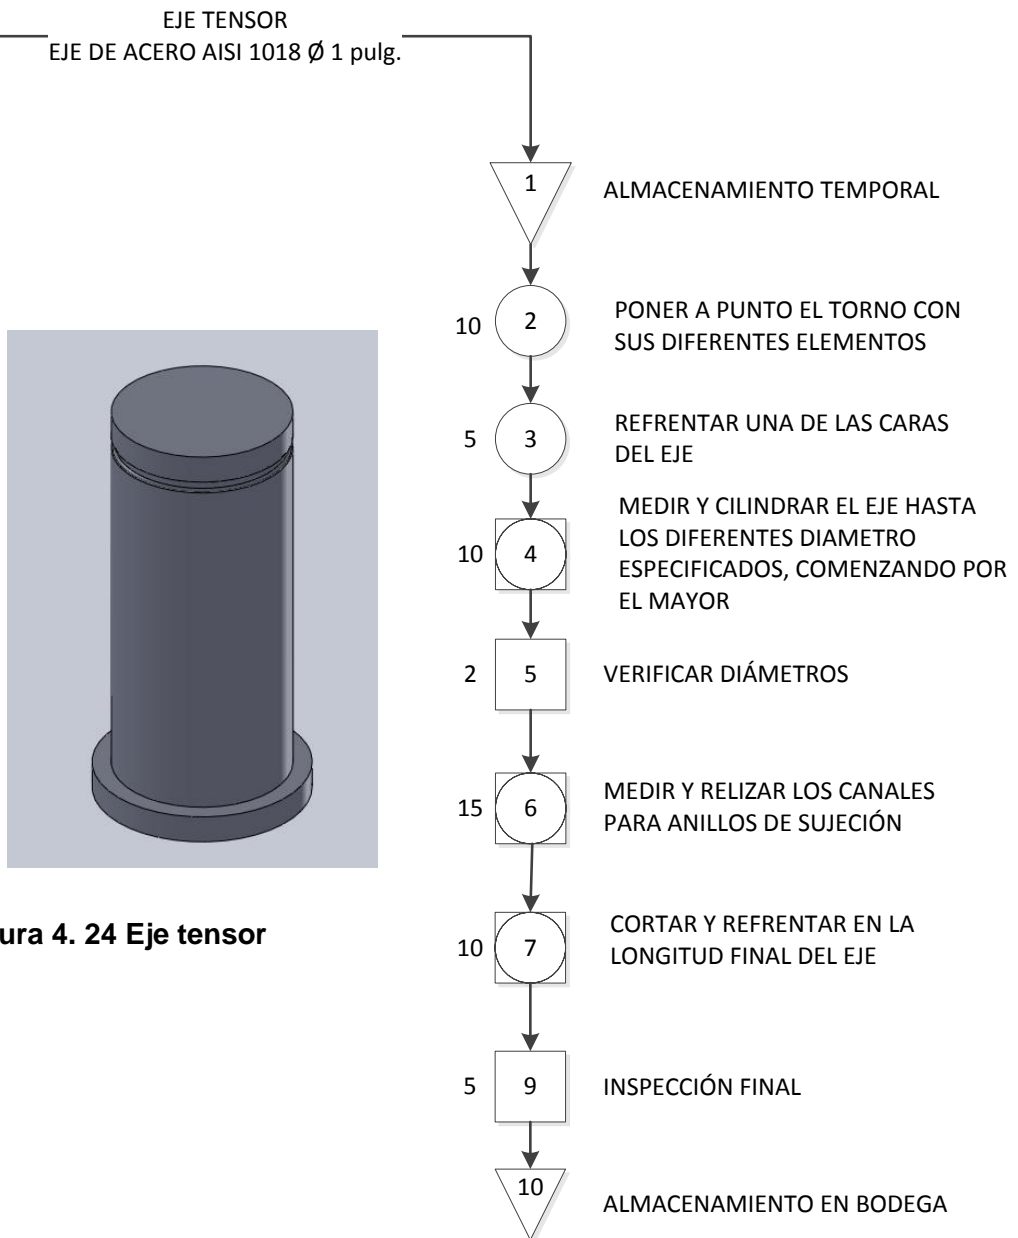 EJE TENSOR
EJE DE ACERO AISI 1018 Ø 1 pulg.
1
ALMACENAMIENTO TEMPORAL
10
2
PONER A PUNTO EL TORNO CON
SUS DIFERENTES ELEMENTOS
5
3
REFRENTAR UNA DE LAS CARAS
DEL EJE
10
4
MEDIR Y CILINDRAR EL EJE HASTA
LOS DIFERENTES DIAMETRO
ESPECIFICADOS, COMENZANDO POR
EL MAYOR
2
5
VERIFICAR DIÁMETROS
15
6
MEDIR Y RELIZAR LOS CANALES
PARA ANILLOS DE SUJECIÓN
ura 4. 24 Eje tensor
10
7
CORTAR Y REFRENTAR EN LA
LONGITUD FINAL DEL EJE
5
9
INSPECCIÓN FINAL
10
ALMACENAMIENTO EN BODEGA